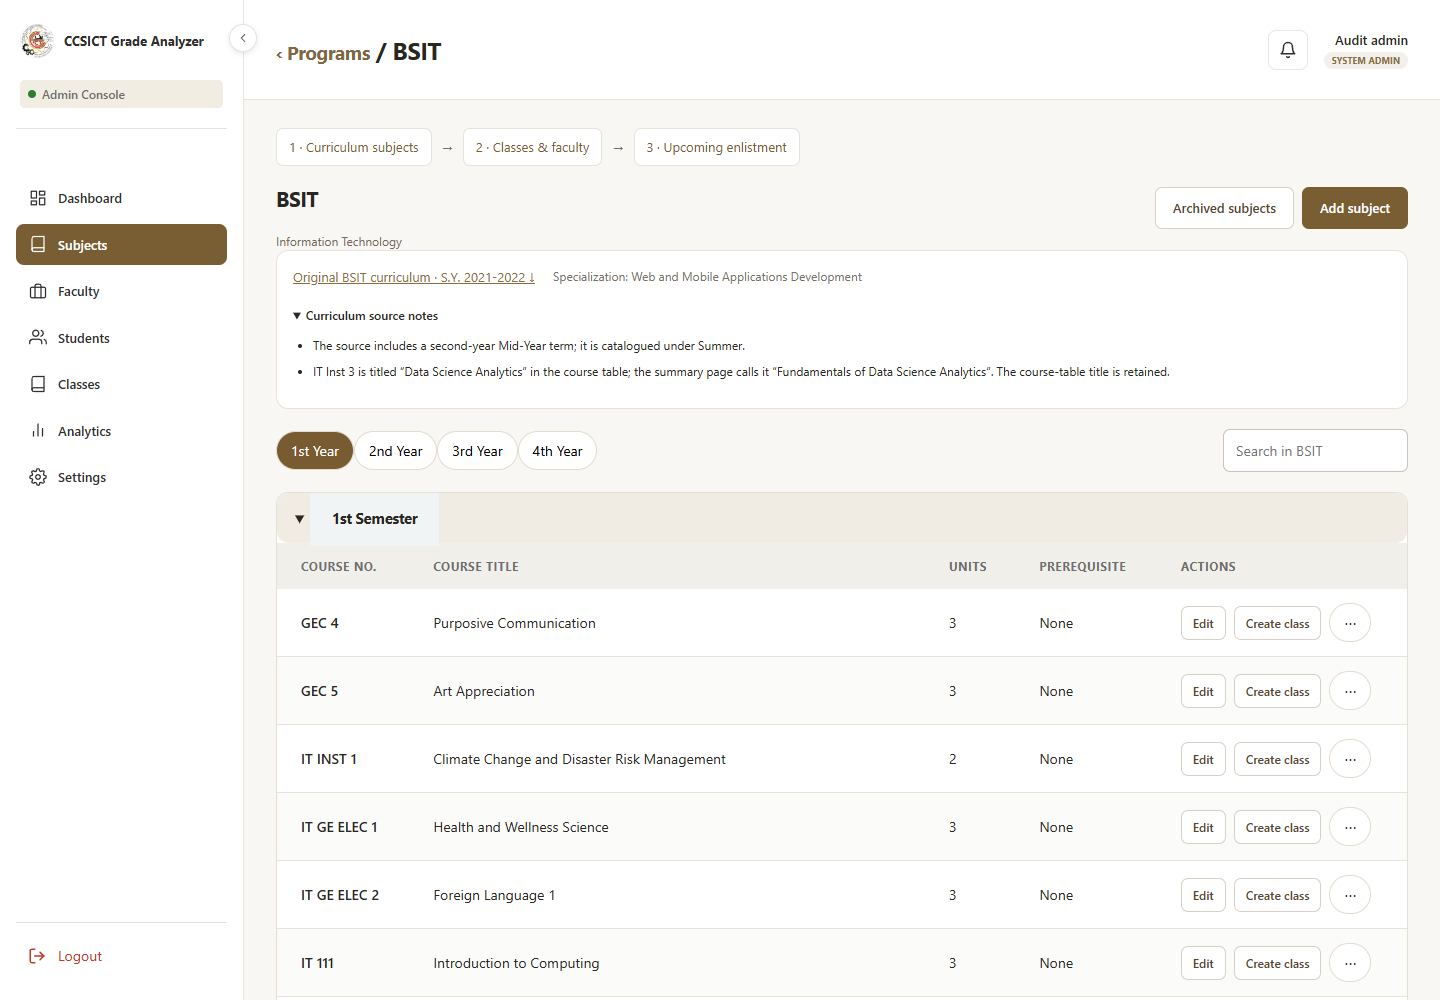 CCSICT Grade Analyzer
Admin Console
Dashboard
Subjects
Faculty
Students
Classes
Analytics
Settings
Logout
‹ Programs / BSIT
Audit admin
SYSTEM ADMIN
1 · Curriculum subjects → 2 · Classes & faculty → 3 · Upcoming enlistment
BSIT
Archived subjects
Add subject
Information Technology
Original BSIT curriculum · S.Y. 2021-2022 ↓ Specialization: Web and Mobile Applications Development
▼ Curriculum source notes
• The source includes a second-year Mid-Year term; it is catalogued under Summer.
• IT Inst 3 is titled “Data Science Analytics” in the course table; the summary page calls it “Fundamentals of Data Science Analytics”. The course-table title is retained.
1st Year 2nd Year 3rd Year 4th Year
Search in BSIT
▼ 1st Semester
COURSE NO. COURSE TITLE UNITS PREREQUISITE ACTIONS
GEC 4 Purposive Communication 3 None Edit Create class ...
GEC 5 Art Appreciation 3 None Edit Create class ...
IT INST 1 Climate Change and Disaster Risk Management 2 None Edit Create class ...
IT GE ELEC 1 Health and Wellness Science 3 None Edit Create class ...
IT GE ELEC 2 Foreign Language 1 3 None Edit Create class ...
IT 111 Introduction to Computing 3 None Edit Create class ...